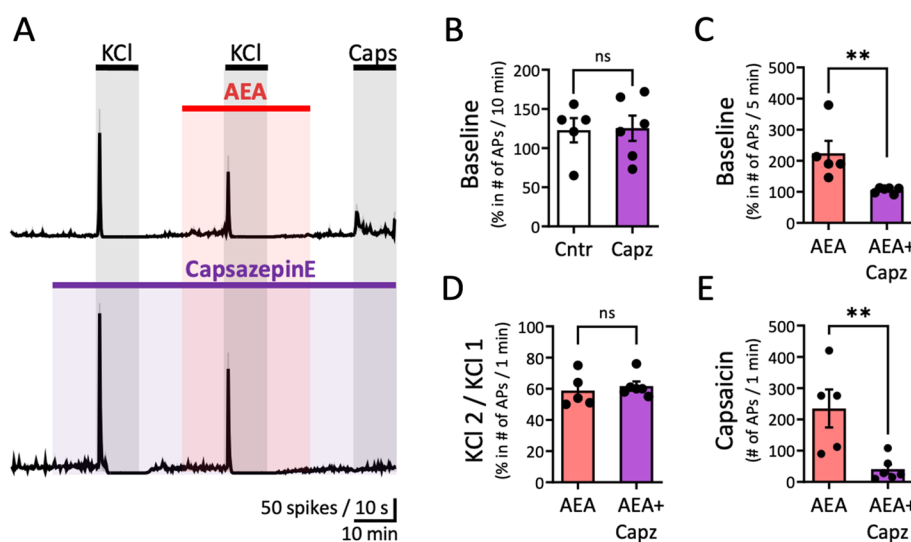 A
KCl
KCl
Caps
AEA
CapsazepinE
50 spikes / 10 s
10 min
B
Baseline
(% in # of APs / 10 min)
200
150
100
50
0
ns
Cntr
Capz
C
Baseline
(% in # of APs / 5 min)
500
400
300
200
100
0
**
AEA
AEA+
Capz
D
KCl 2 / KCl 1
(% in # of APs / 1 min)
100
80
60
40
20
0
ns
AEA
AEA+
Capz
E
Capsaicin
(# of APs / 1 min)
500
400
300
200
100
0
**
AEA
AEA+
Capz